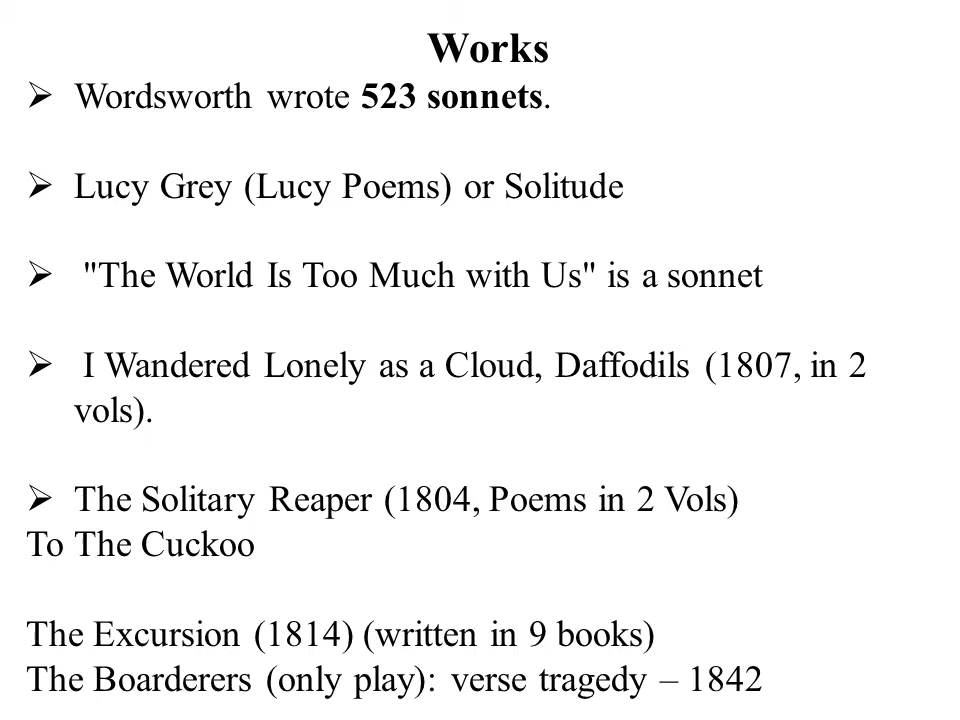 Works
➢ Wordsworth wrote 523 sonnets.
➢ Lucy Grey (Lucy Poems) or Solitude
➢ "The World Is Too Much with Us" is a sonnet
➢ I Wandered Lonely as a Cloud, Daffodils (1807, in 2
vols).
➢ The Solitary Reaper (1804, Poems in 2 Vols)
To The Cuckoo
The Excursion (1814) (written in 9 books)
The Boarderers (only play): verse tragedy – 1842